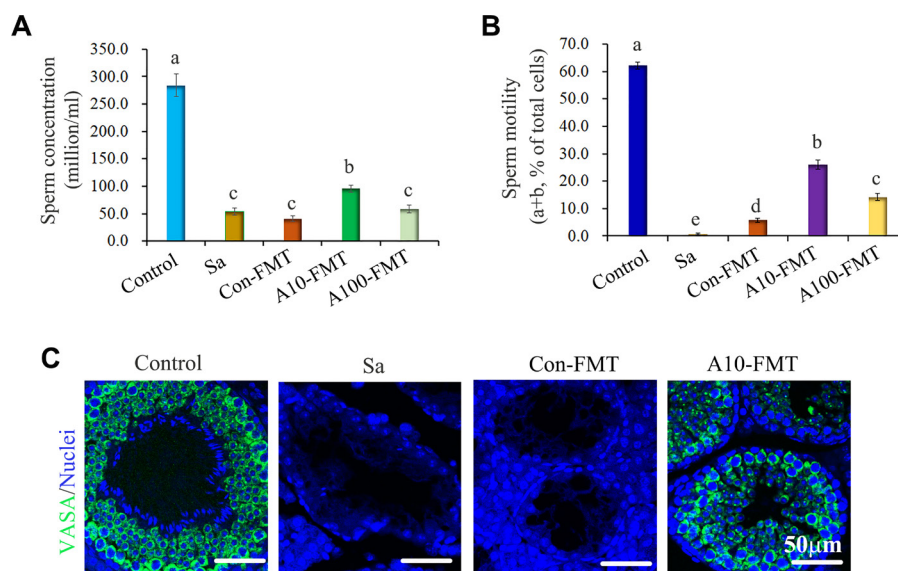 A
Sperm concentration
(million/ml)
350.0
300.0
250.0
200.0
150.0
100.0
50.0
0.0
a
c
c
b
c
Control
Sa
Con-FMT
A10-FMT
A100-FMT
B
Sperm motility
(a+b, % of total cells)
70.0
60.0
50.0
40.0
30.0
20.0
10.0
0.0
a
e
d
b
c
Control
Sa
Con-FMT
A10-FMT
A100-FMT
C
Control
Sa
Con-FMT
A10-FMT
VASA/Nuclei
50μm